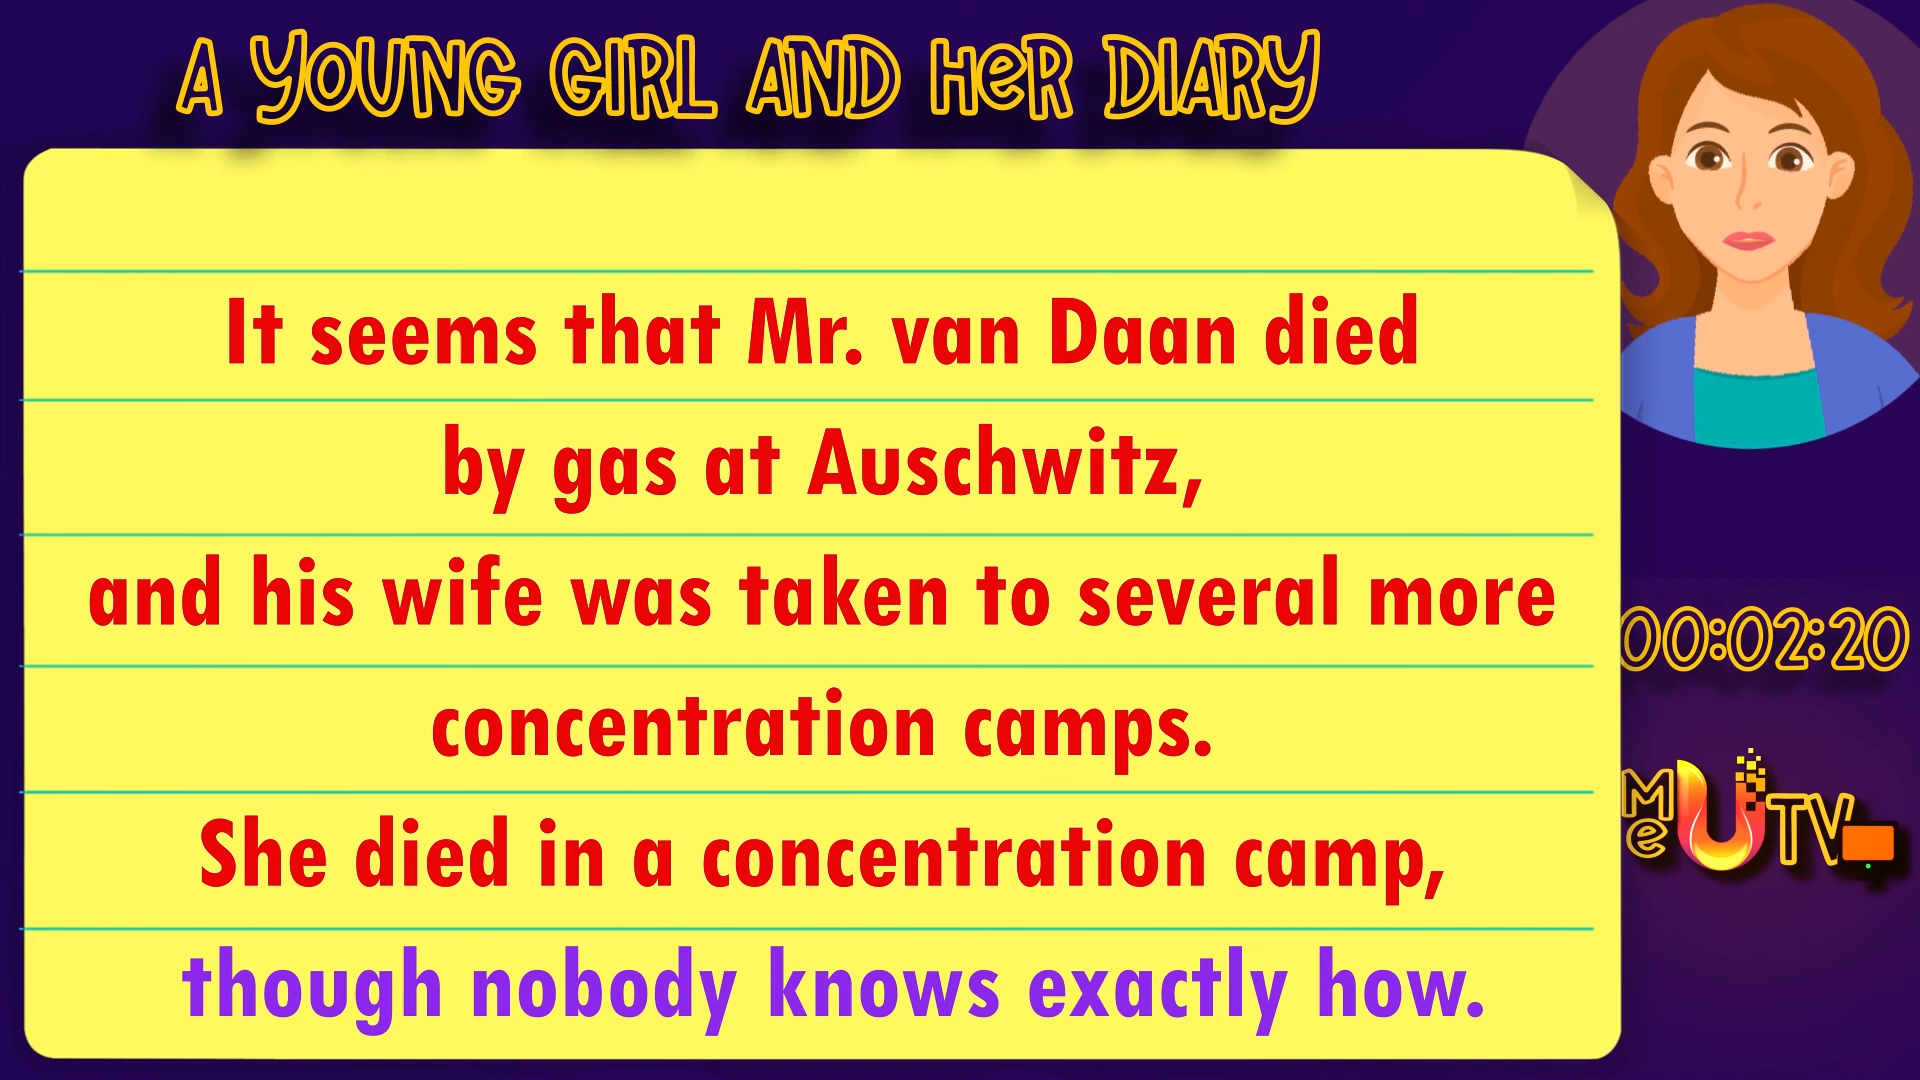 A YOUNG GIRL AND HeR DIARY
It seems that Mr. van Daan died
by gas at Auschwitz,
and his wife was taken to several more
concentration camps.
She died in a concentration camp,
though nobody knows exactly how.
00:02:20
Me U TV